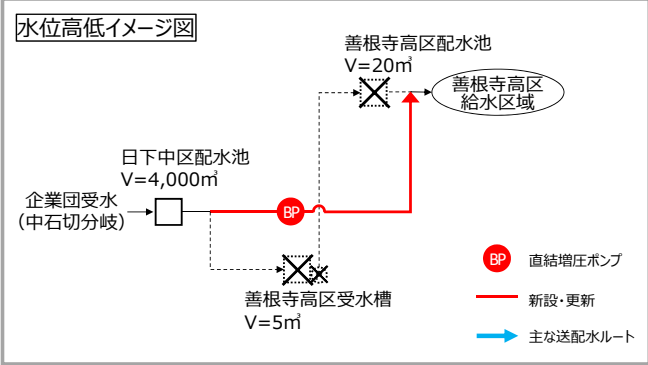 水位高低イメージ図
善根寺高区配水池
V=20㎥
善根寺高区
給水区域
日下中区配水池
V=4,000㎥
企業団受水
(中石切分岐)
BP
善根寺高区受水槽
V=5㎥
BP 直結増圧ポンプ
新設・更新
主な送配水ルート